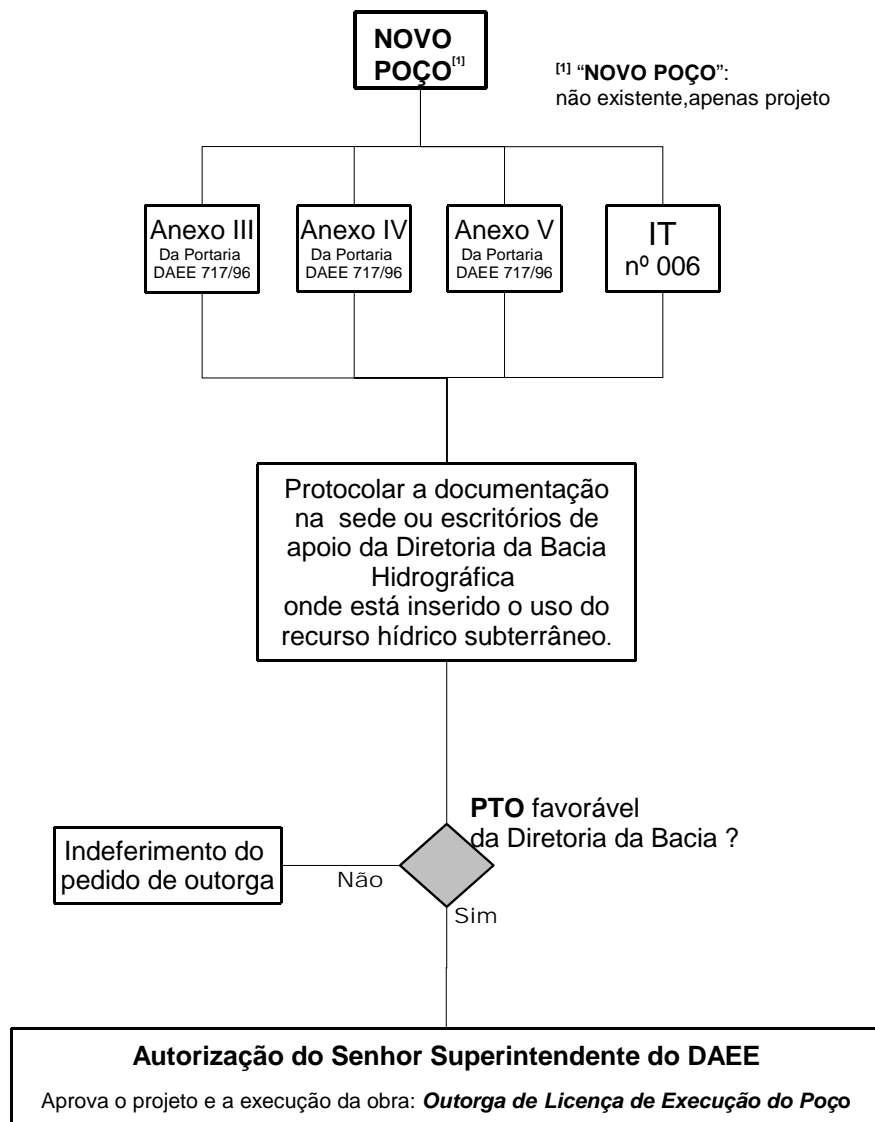 NOVO
POÇO[1]
[1] “NOVO POÇO”:
não existente,apenas projeto
Anexo III
Da Portaria
DAEE 717/96
Anexo IV
Da Portaria
DAEE 717/96
Anexo V
Da Portaria
DAEE 717/96
IT
nº 006
Protocolar a documentação
na sede ou escritórios de
apoio da Diretoria da Bacia
Hidrográfica
onde está inserido o uso do
recurso hídrico subterrâneo.
PTO favorável
da Diretoria da Bacia ?
Indeferimento do
pedido de outorga
Não
Sim
Autorização do Senhor Superintendente do DAEE
Aprova o projeto e a execução da obra: Outorga de Licença de Execução do Poço